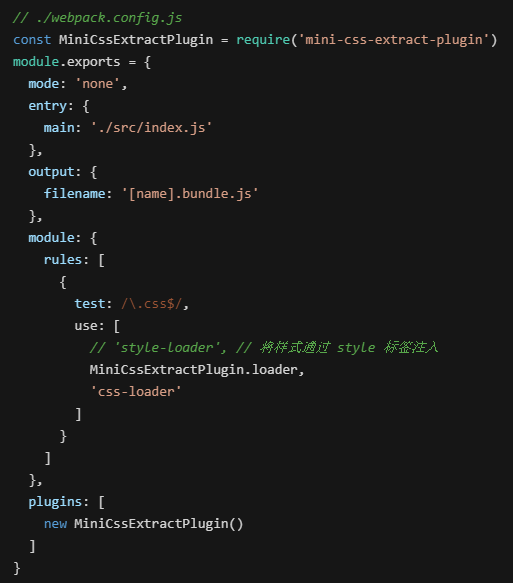 // ./webpack.config.js
const MiniCssExtractPlugin = require('mini-css-extract-plugin')
module.exports = {
  mode: 'none',
  entry: {
    main: './src/index.js'
  },
  output: {
    filename: '[name].bundle.js'
  },
  module: {
    rules: [
      {
        test: /\.css$/,
        use: [
          // 'style-loader', // 将样式通过 style 标签注入
          MiniCssExtractPlugin.loader,
          'css-loader'
        ]
      }
    ]
  },
  plugins: [
    new MiniCssExtractPlugin()
  ]
}